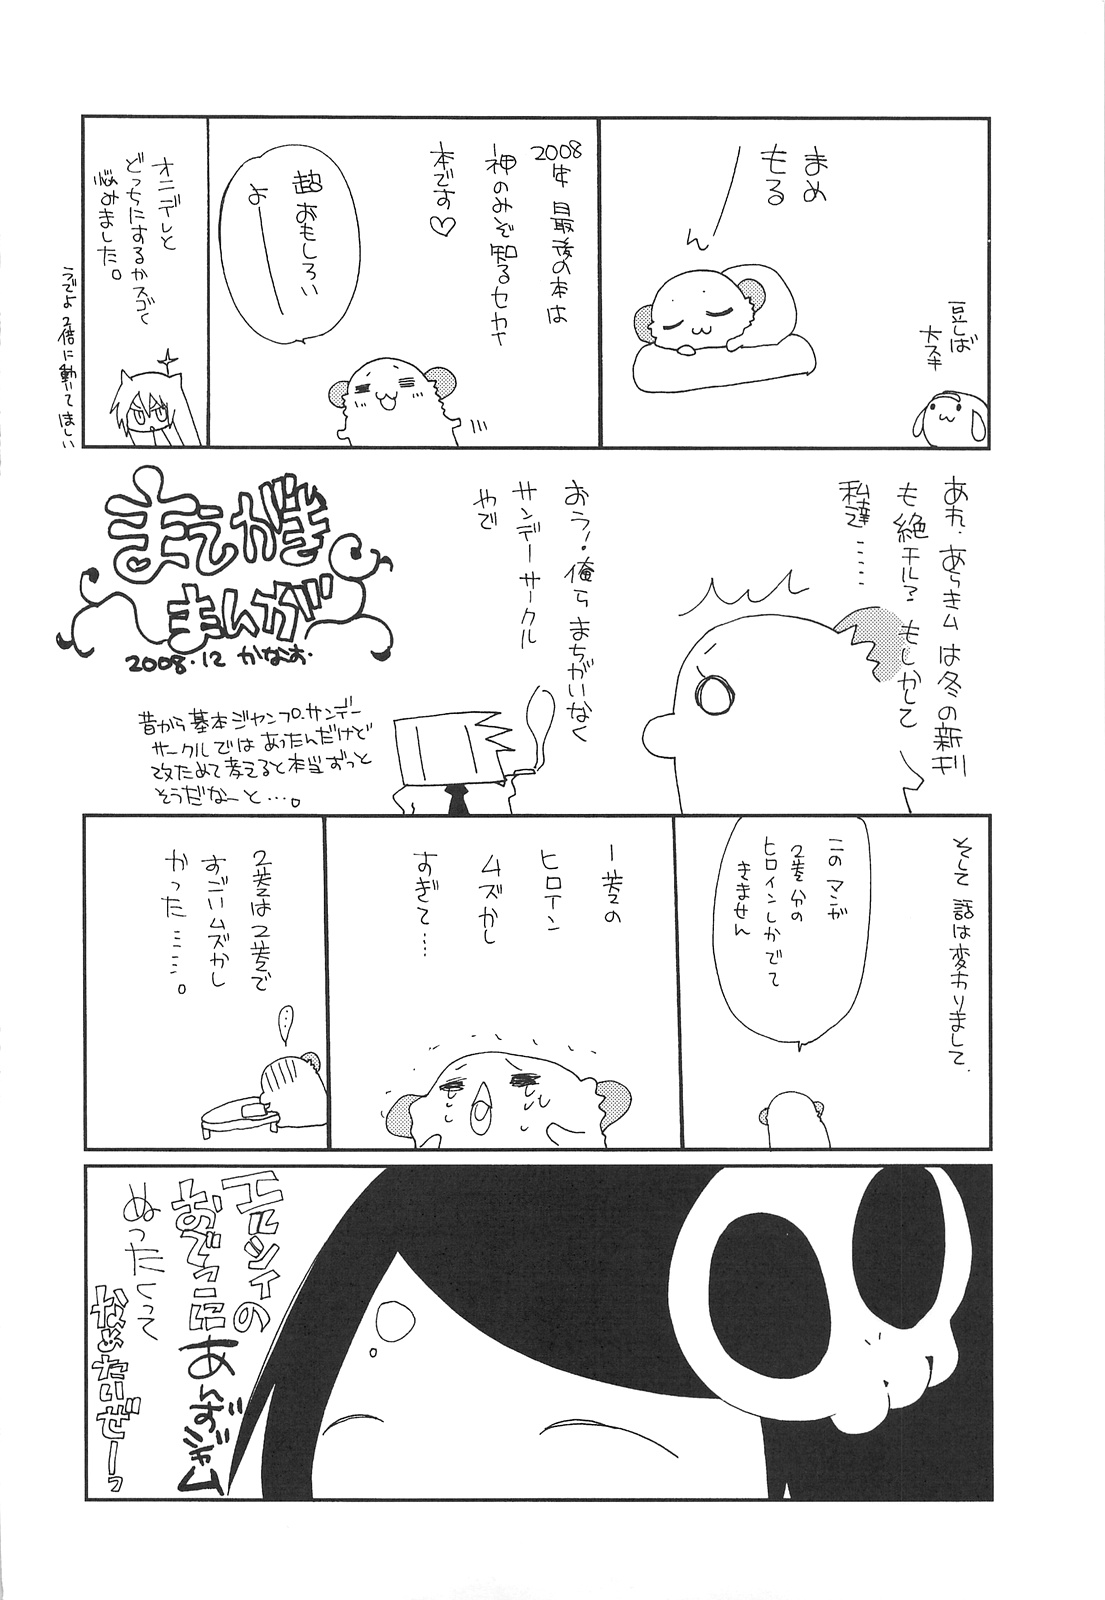 まめ
もる
ん
豆しば
大スキ
2008年 最後の本は
神のみぞ知るセカイ
本です♡
超おもしろい
よー
オニデレと
どっちにするかスゴく
悩みました。
うでよ2倍に動いてほしい
あれ、あらきムは冬の新刊
も絶チル？もしかして
私達……
おうっ！俺らまちがいなく
サンデーサークル
やで
まえがき
まんが
2008.12 かなお.
昔から基本ジャンプ、サンデー
サークルではあったんだけど
改ためて考えると本当ずっと
そうだなーと…。
そして話は変わりまして、
このマンガ
2巻分の
ヒロインしかでて
きません
1巻の
ヒロイン
ムズかし
すぎて……
2巻は2巻で
すごいムズかし
かった……。
エルシィの
おでこに
あんずジャム
ぬったくって
なめたいぜーっ